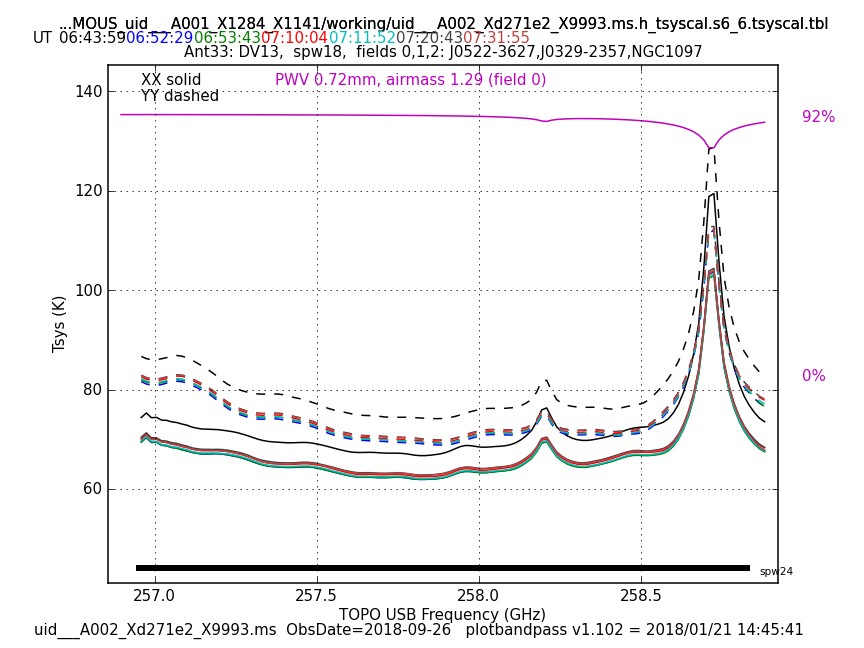 ...MOUS_uid___A001_X1284_X1141/working/uid___A002_Xd271e2_X9993.ms.h_tsyscal.s6_6.tsyscal.tbl
UT 06:43:59 06:52:29 06:53:43 07:10:04 07:11:52 07:20:43 07:31:55
Ant33: DV13,  spw18,  fields 0,1,2: J0522-3627,J0329-2357,NGC1097
XX solid
PWV 0.72mm, airmass 1.29 (field 0)
YY dashed
140
120
100
80
60
92%
0%
Tsys (K)
spw24
257.0 257.5 258.0 258.5
TOPO USB Frequency (GHz)
uid___A002_Xd271e2_X9993.ms  ObsDate=2018-09-26   plotbandpass v1.102 = 2018/01/21 14:45:41